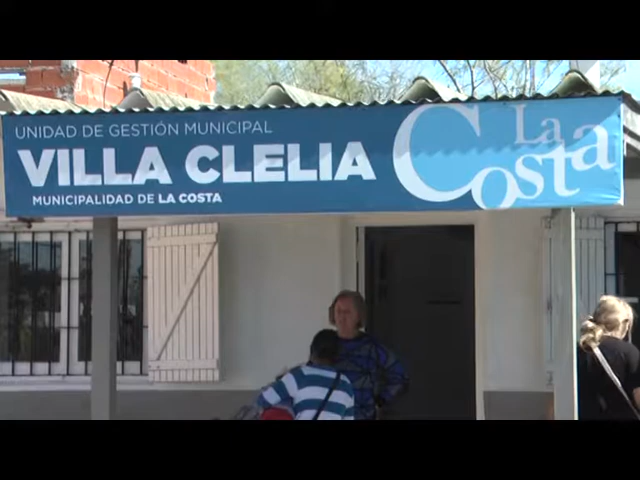 UNIDAD DE GESTIÓN MUNICIPAL
VILLA CLELIA
MUNICIPALIDAD DE LA COSTA
La
Costa